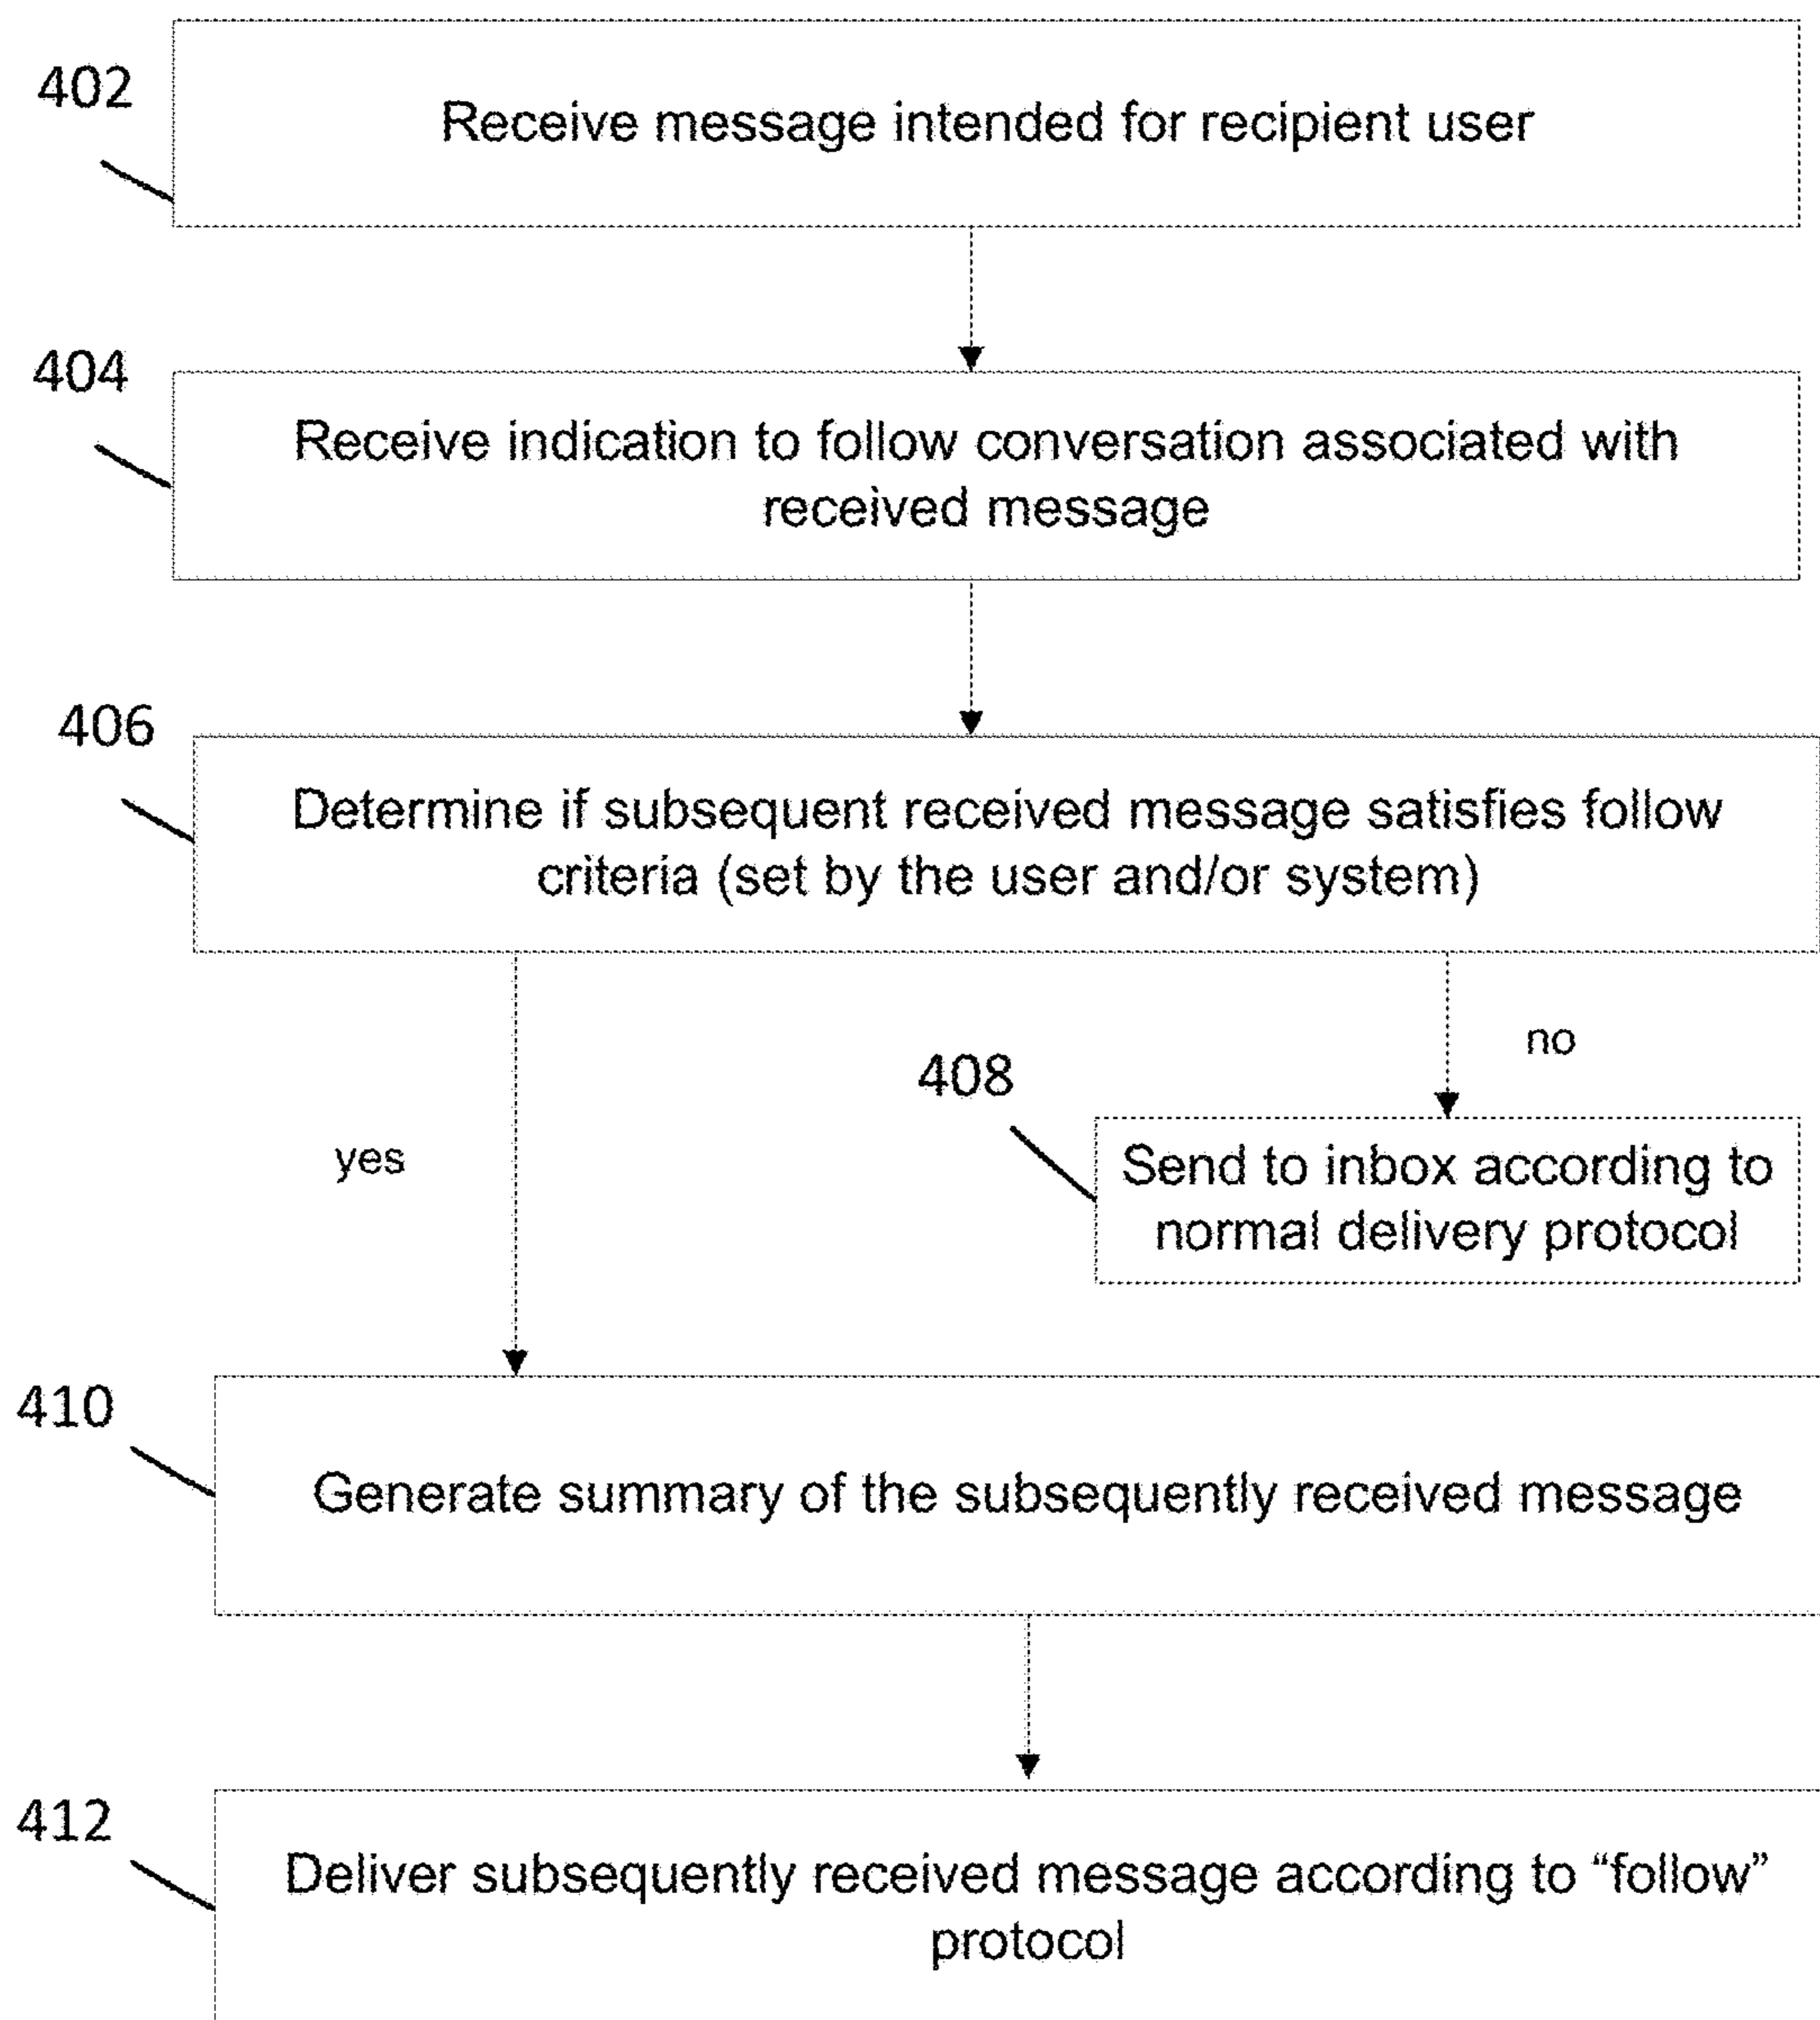 402
Receive message intended for recipient user
404
Receive indication to follow conversation associated with
received message
406
Determine if subsequent received message satisfies follow
criteria (set by the user and/or system)
no
408
yes
Send to inbox according to
normal delivery protocol
410
Generate summary of the subsequently received message
412
Deliver subsequently received message according to “follow”
protocol